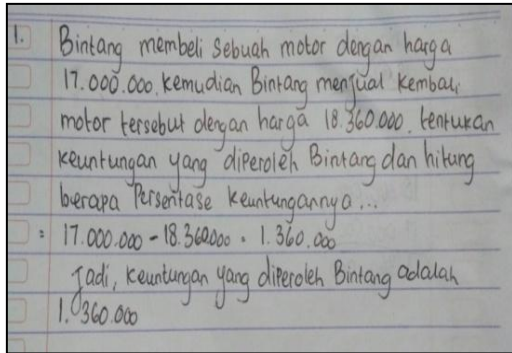 1. Bintang membeli sebuah motor dengan harga
17.000.000. Kemudian Bintang menjual kembali
motor tersebut dengan harga 18.360.000. tentukan
keuntungan yang diperoleh Bintang dan hitung
berapa Persentase keuntungannya...
= 17.000.000 - 18.360.000 = 1.360.000
Jadi, keuntungan yang diperoleh Bintang adalah
1.360.000